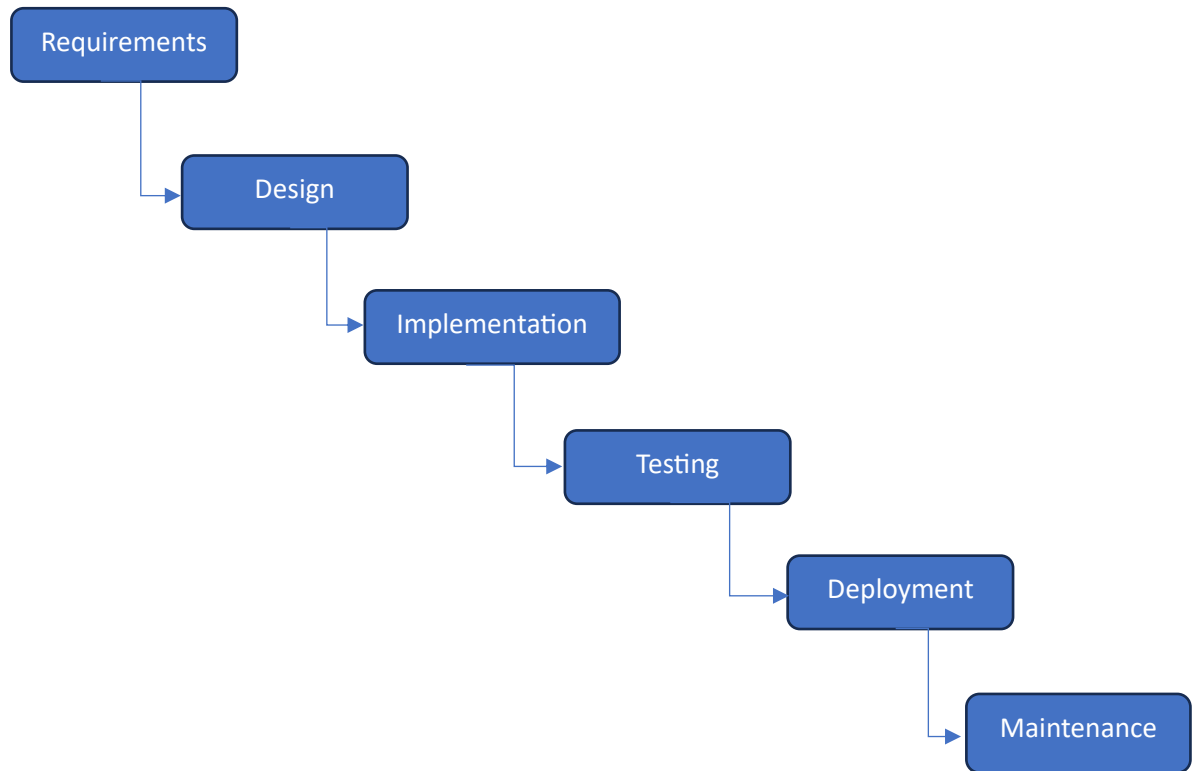 Requirements
Design
Implementation
Testing
Deployment
Maintenance